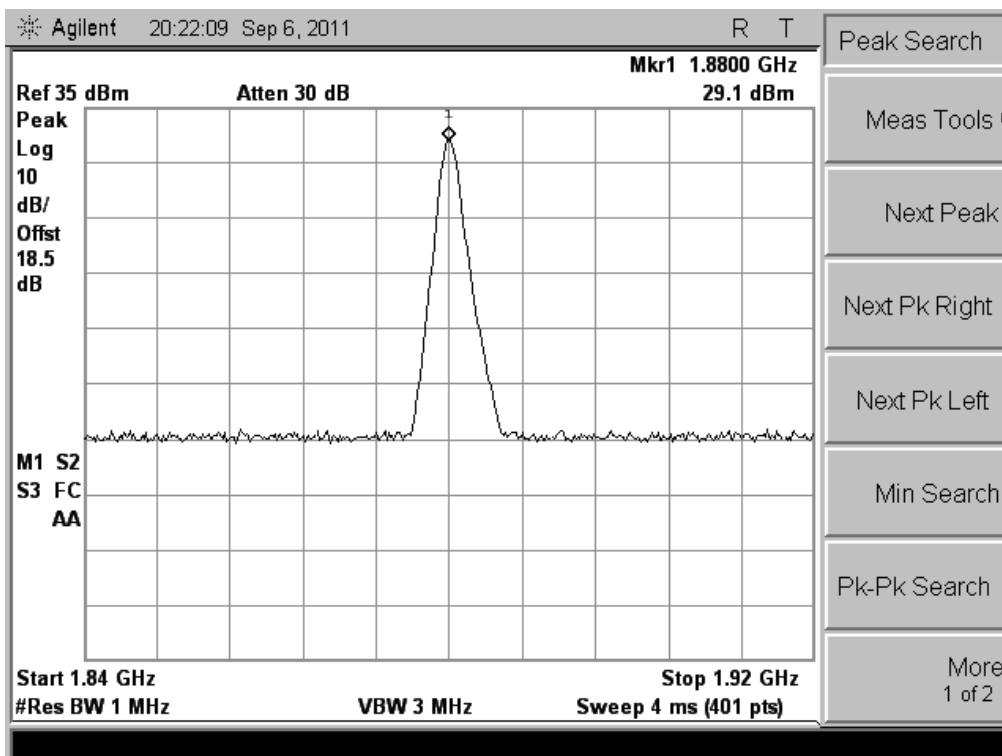 Agilent 20:22:09 Sep 6, 2011 R T
Peak Search
Mkr1 1.8800 GHz
Ref 35 dBm Atten 30 dB 29.1 dBm
Peak
Log
10
dB/
Offst
18.5
dB
1
M1 S2
S3 FC
AA
Start 1.84 GHz Stop 1.92 GHz
#Res BW 1 MHz VBW 3 MHz Sweep 4 ms (401 pts)
Meas Tools
Next Peak
Next Pk Right
Next Pk Left
Min Search
Pk-Pk Search
More
1 of 2